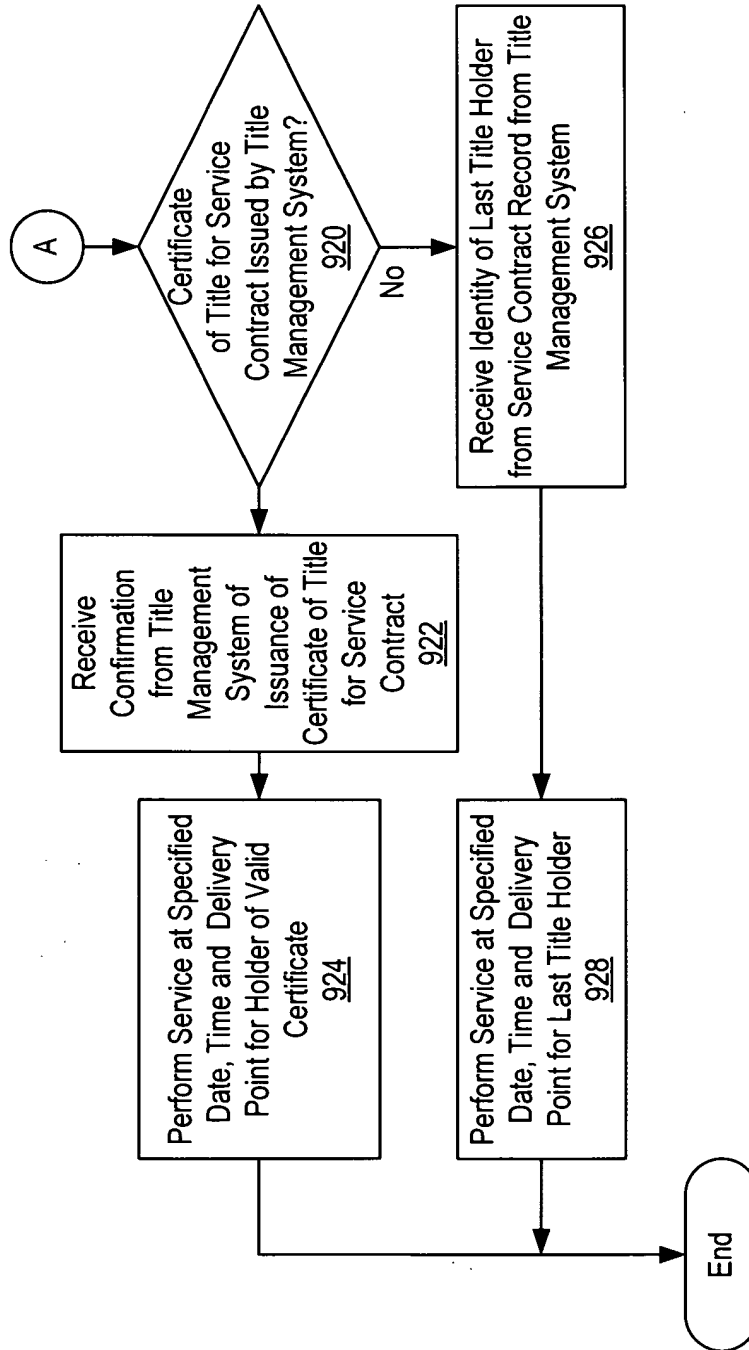 A
Certificate
of Title for Service
Contract Issued by Title
Management System?
920
No
Receive
Confirmation
from Title
Management
System of
Issuance of
Certificate of Title
for Service
Contract
922
Perform Service at Specified
Date, Time and Delivery
Point for Holder of Valid
Certificate
924
Receive Identity of Last Title Holder
from Service Contract Record from Title
Management System
926
Perform Service at Specified
Date, Time and Delivery
Point for Last Title Holder
928
End